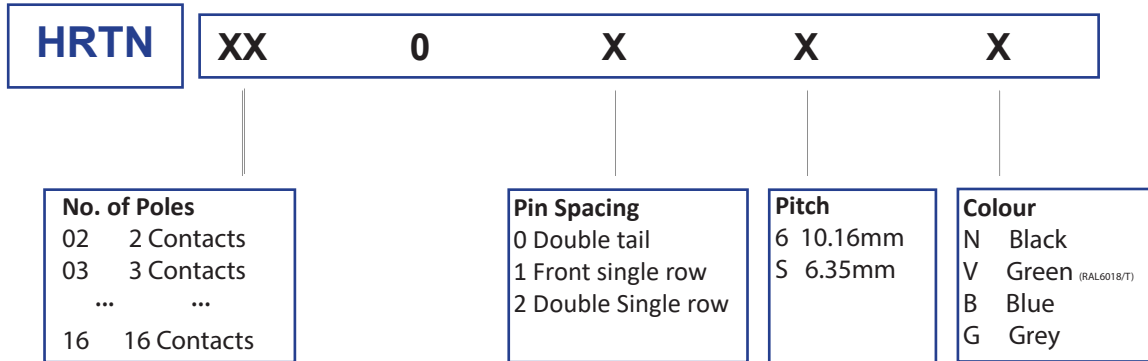 HRTN XX 0 X X X
No. of Poles
02 2 Contacts
03 3 Contacts
... ...
16 16 Contacts
Pin Spacing
0 Double tail
1 Front single row
2 Double Single row
Pitch
6 10.16mm
S 6.35mm
Colour
N Black
V Green (RAL6018/T)
B Blue
G Grey